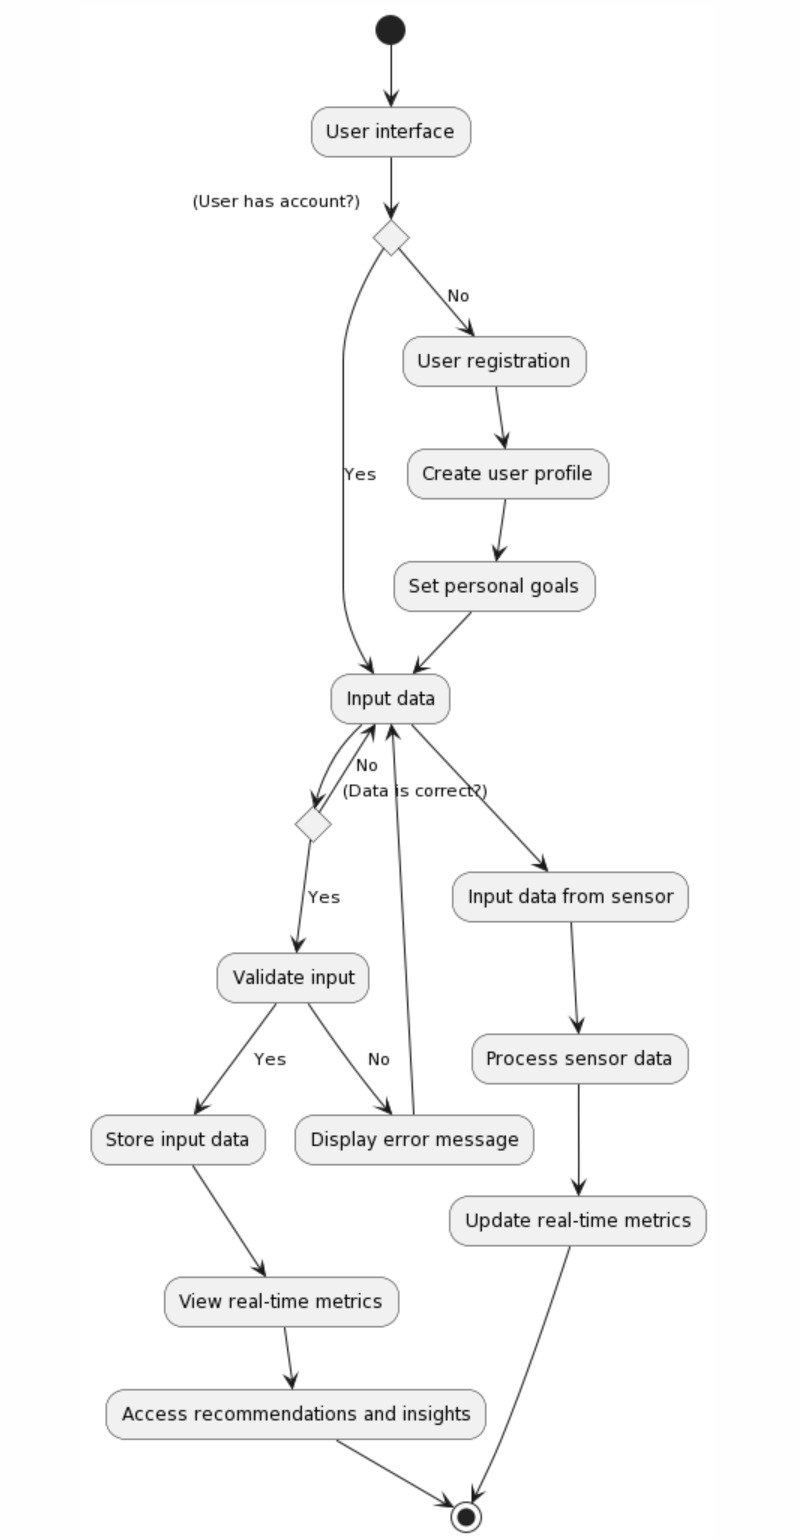 User interface
(User has account?)
No
User registration
Yes
Create user profile
Set personal goals
Input data
No
(Data is correct?)
Yes
Input data from sensor
Validate input
Yes
No
Process sensor data
Store input data
Display error message
Update real-time metrics
View real-time metrics
Access recommendations and insights